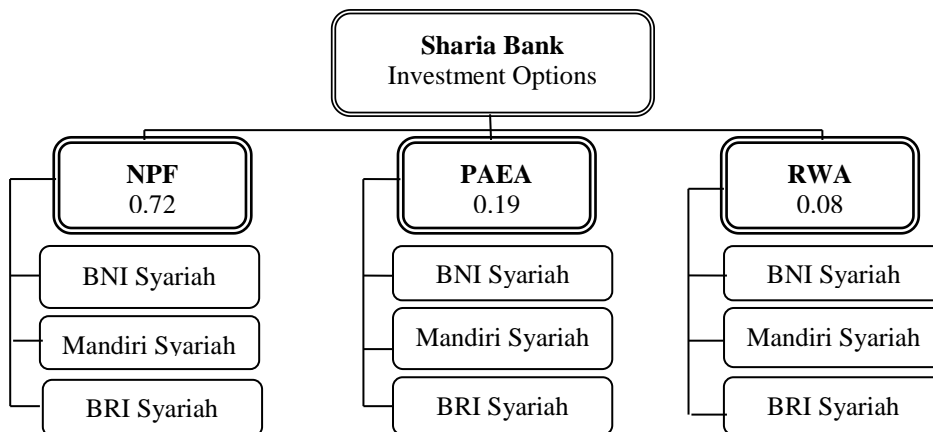 Sharia Bank
Investment Options
NPF
0.72
PAEA
0.19
RWA
0.08
BNI Syariah
BNI Syariah
BNI Syariah
Mandiri Syariah
Mandiri Syariah
Mandiri Syariah
BRI Syariah
BRI Syariah
BRI Syariah